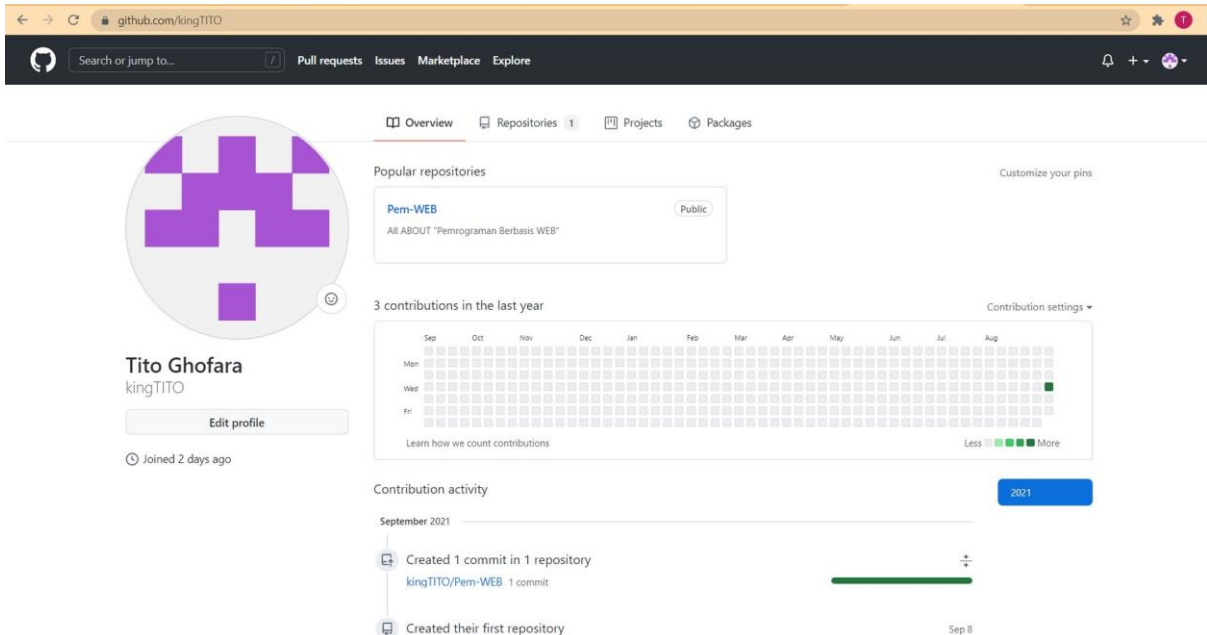 github.com/kingTITO
T
Search or jump to... /
Pull requests Issues Marketplace Explore
Overview Repositories 1 Projects Packages
Popular repositories
Customize your pins
Pem-WEB Public
All ABOUT "Pemrograman Berbasis WEB"
3 contributions in the last year
Contribution settings
Sep Oct Nov Dec Jan Feb Mar Apr May Jun Jul Aug
Mon
Wed
Fri
Learn how we count contributions
Less More
Tito Ghofara
kingTITO
Edit profile
Joined 2 days ago
Contribution activity
2021
September 2021
Created 1 commit in 1 repository
kingTITO/Pem-WEB 1 commit
Created their first repository Sep 8